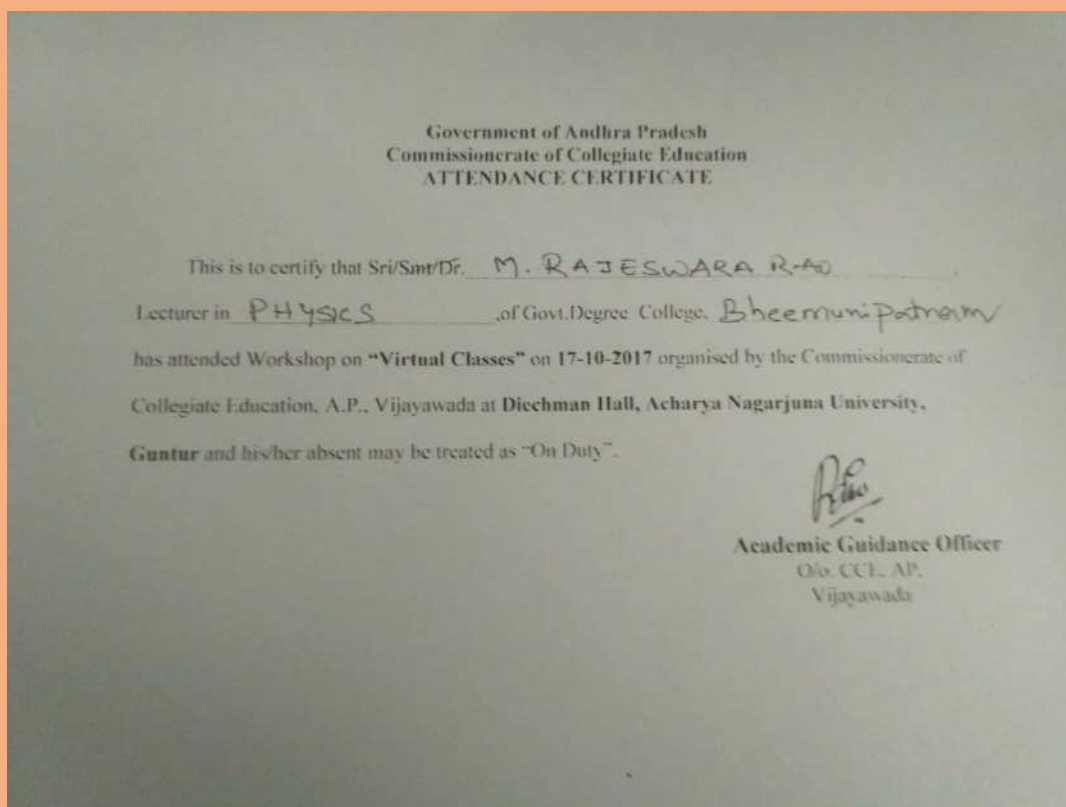 Government of Andhra Pradesh
Commissionerate of Collegiate Education
ATTENDANCE CERTIFICATE
This is to certify that Sri/Smt/Dr. M. RAJESWARA RAO.
Lecturer in PHYSICS ,of Govt.Degree College, Bheemunipatnam
has attended Workshop on “Virtual Classes” on 17-10-2017 organised by the Commissionerate of
Collegiate Education, A.P., Vijayawada at Diechman Hall, Acharya Nagarjuna University,
Guntur and his/her absent may be treated as “On Duty”.
Academic Guidance Officer
O/o. CCE, AP.
Vijayawada